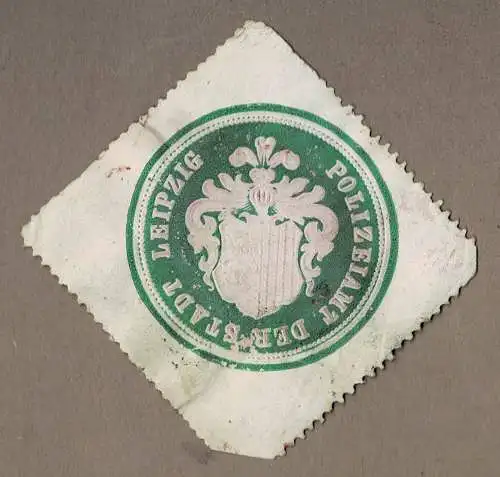 POLIZEIAMT DER STADT LEIPZIG